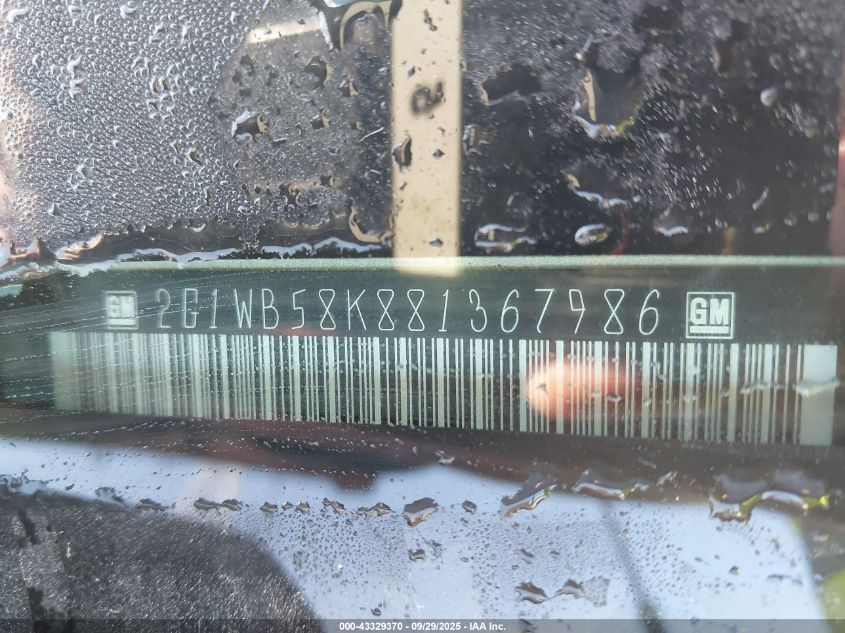 GM 2G1WB58K881367986 GM
000-43329370 - 09/29/2025 - IAA Inc.